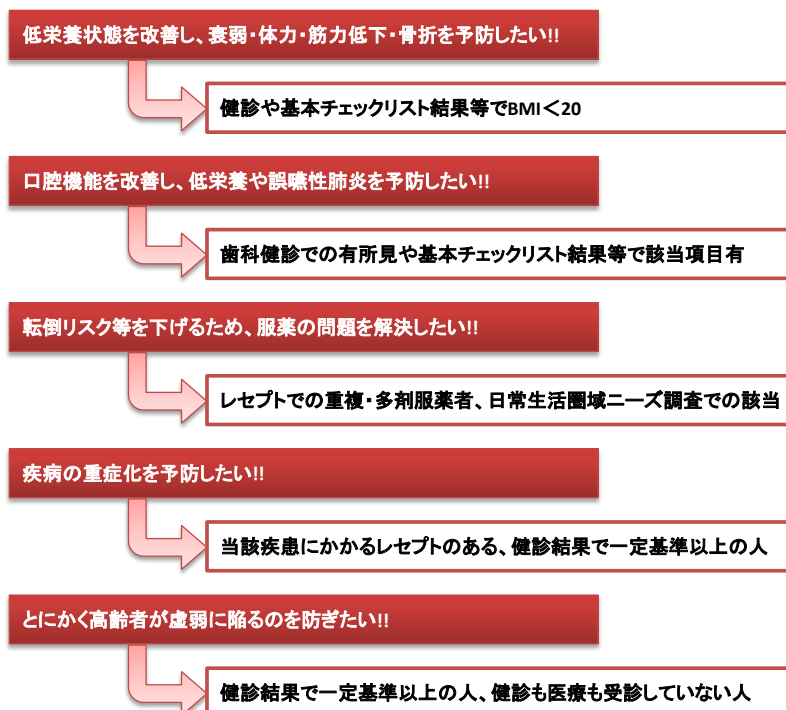 低栄養状態を改善し、衰弱・体力・筋力低下・骨折を予防したい!!
健診や基本チェックリスト結果等でBMI＜20
口腔機能を改善し、低栄養や誤嚥性肺炎を予防したい!!
歯科健診での有所見や基本チェックリスト結果等で該当項目有
転倒リスク等を下げるため、服薬の問題を解決したい!!
レセプトでの重複・多剤服薬者、日常生活圏域ニーズ調査での該当
疾病の重症化を予防したい!!
当該疾患にかかるレセプトのある、健診結果で一定基準以上の人
とにかく高齢者が虚弱に陥るのを防ぎたい!!
健診結果で一定基準以上の人、健診も医療も受診していない人